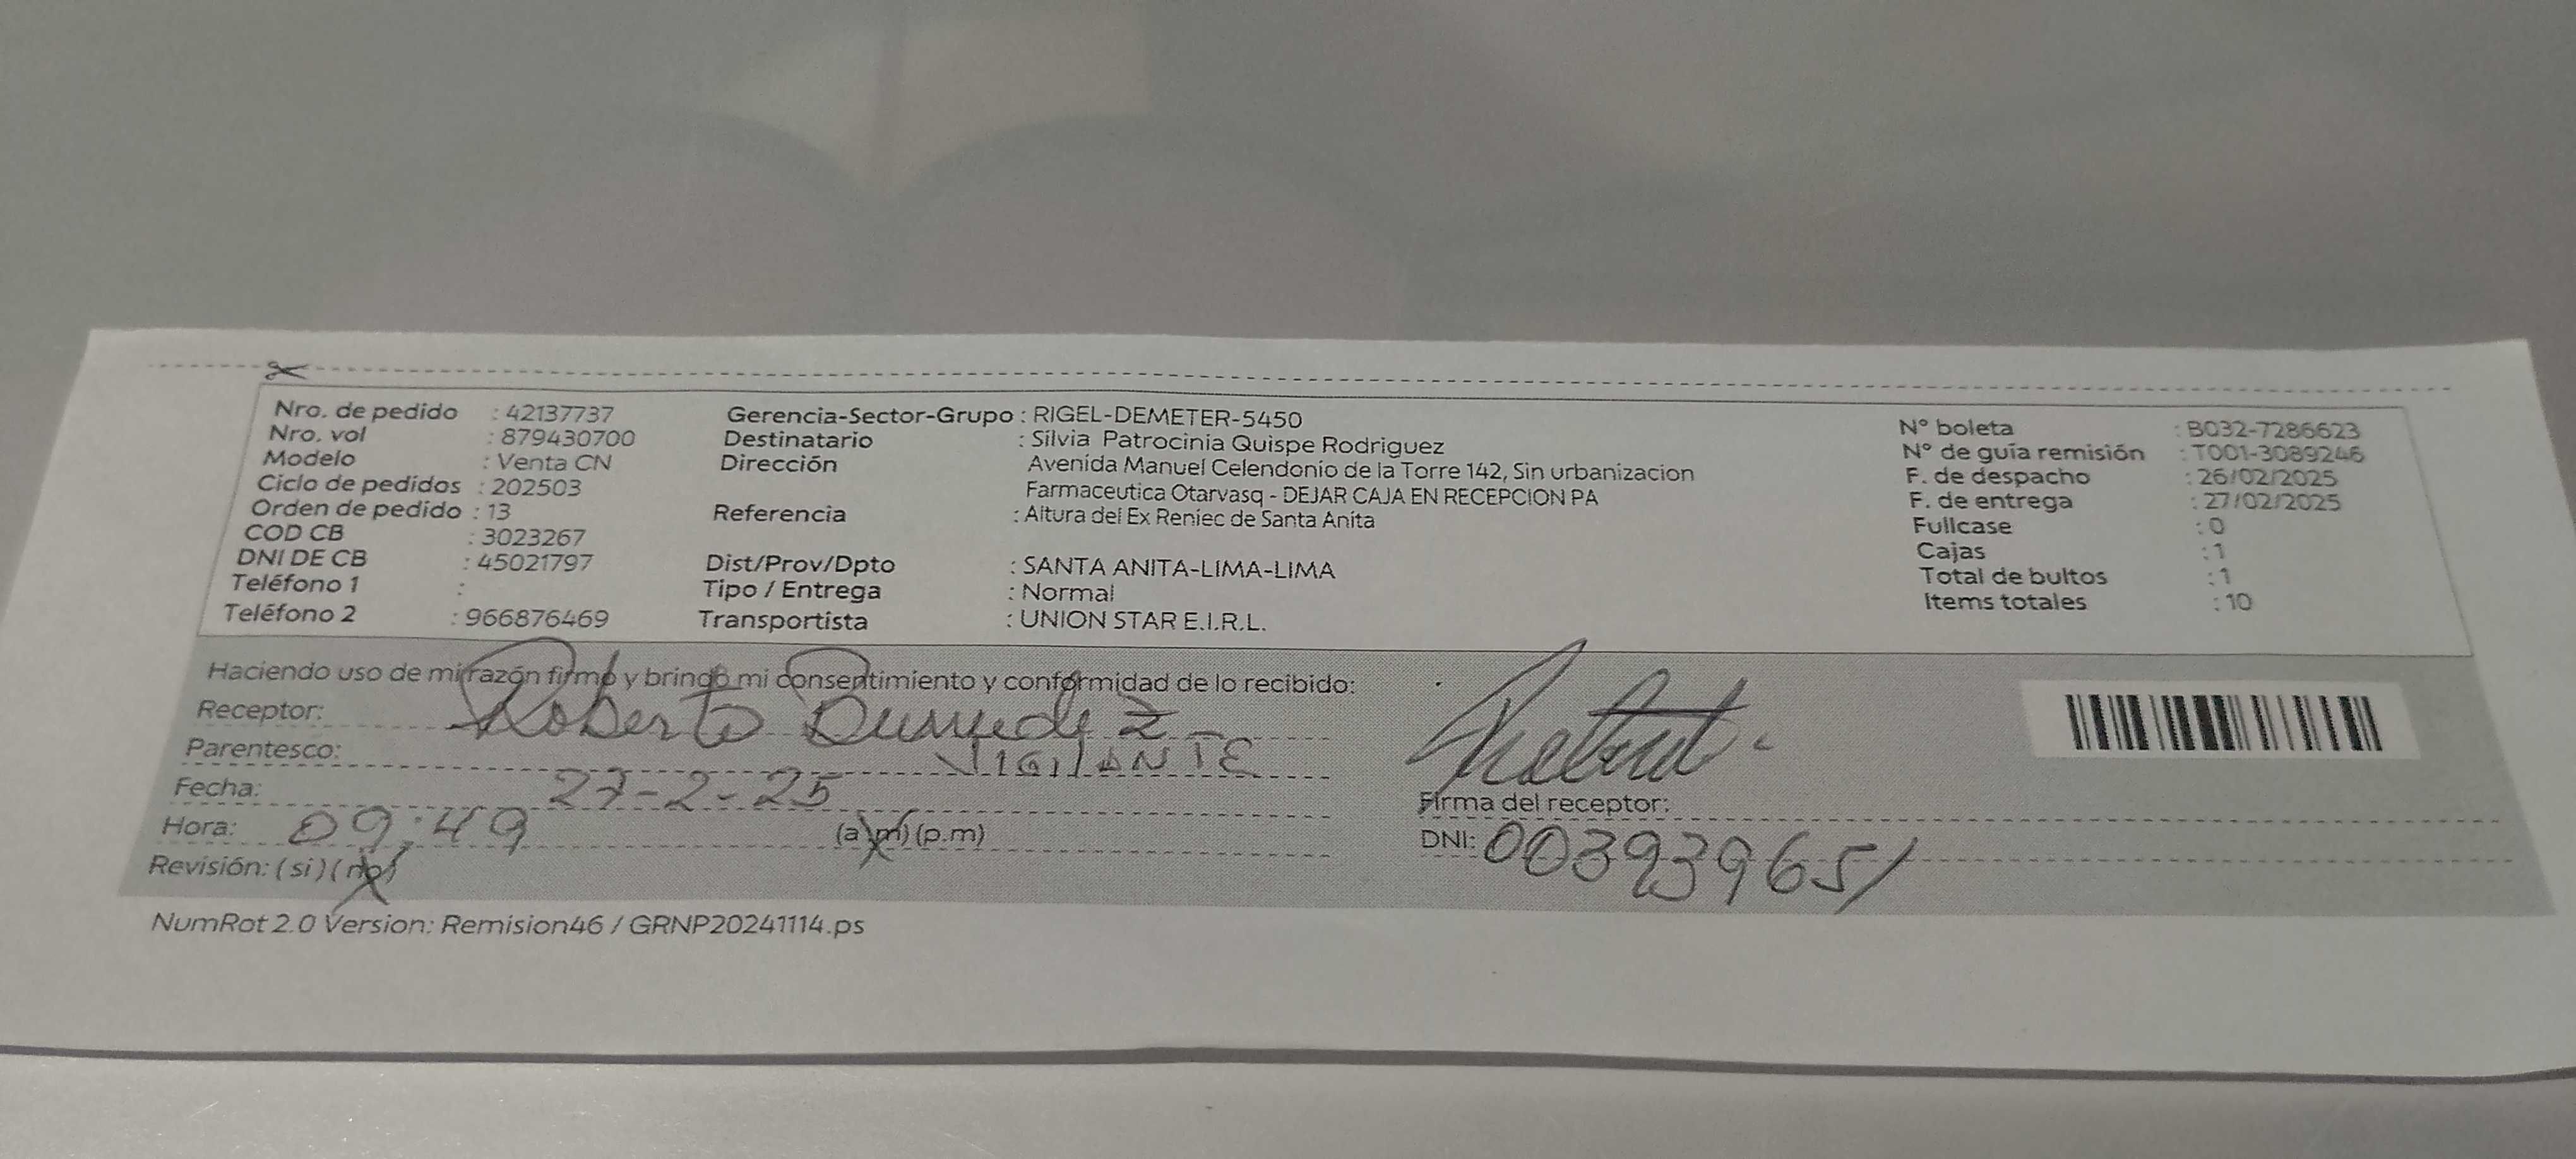 Nro. de pedido : 42137737
Nro. vol : 879430700
Modelo : Venta CN
Ciclo de pedidos : 202503
Orden de pedido : 13
COD CB : 3023267
DNI DE CB : 45021797
Teléfono 1 :
Teléfono 2 : 966876469
Gerencia-Sector-Grupo : RIGEL-DEMETER-5450
Destinatario : Silvia Patrocinia Quispe Rodriguez
Dirección Avenida Manuel Celendonio de la Torre 142, Sin urbanizacion
Farmaceutica Otarvasq - DEJAR CAJA EN RECEPCION PA
Referencia : Altura del Ex Reniec de Santa Anita
Dist/Prov/Dpto : SANTA ANITA-LIMA-LIMA
Tipo / Entrega : Normal
Transportista : UNION STAR E.I.R.L.
N° boleta : B032-7286623
N° de guía remisión : T001-3089246
F. de despacho : 26/02/2025
F. de entrega : 27/02/2025
Fullcase : 0
Cajas : 1
Total de bultos : 1
Items totales : 10
Haciendo uso de mi razón firmo y bringo mi consentimiento y conformidad de lo recibido:
Receptor: Roberto
Parentesco: VIGILANTE
Fecha: 27-2-25
Hora: 09:49 (a.m) (p.m)
Revisión: (si) (no)
Firma del receptor:
DNI: 003939651
NumRot 2.0 Version: Remision46 / GRNP20241114.ps